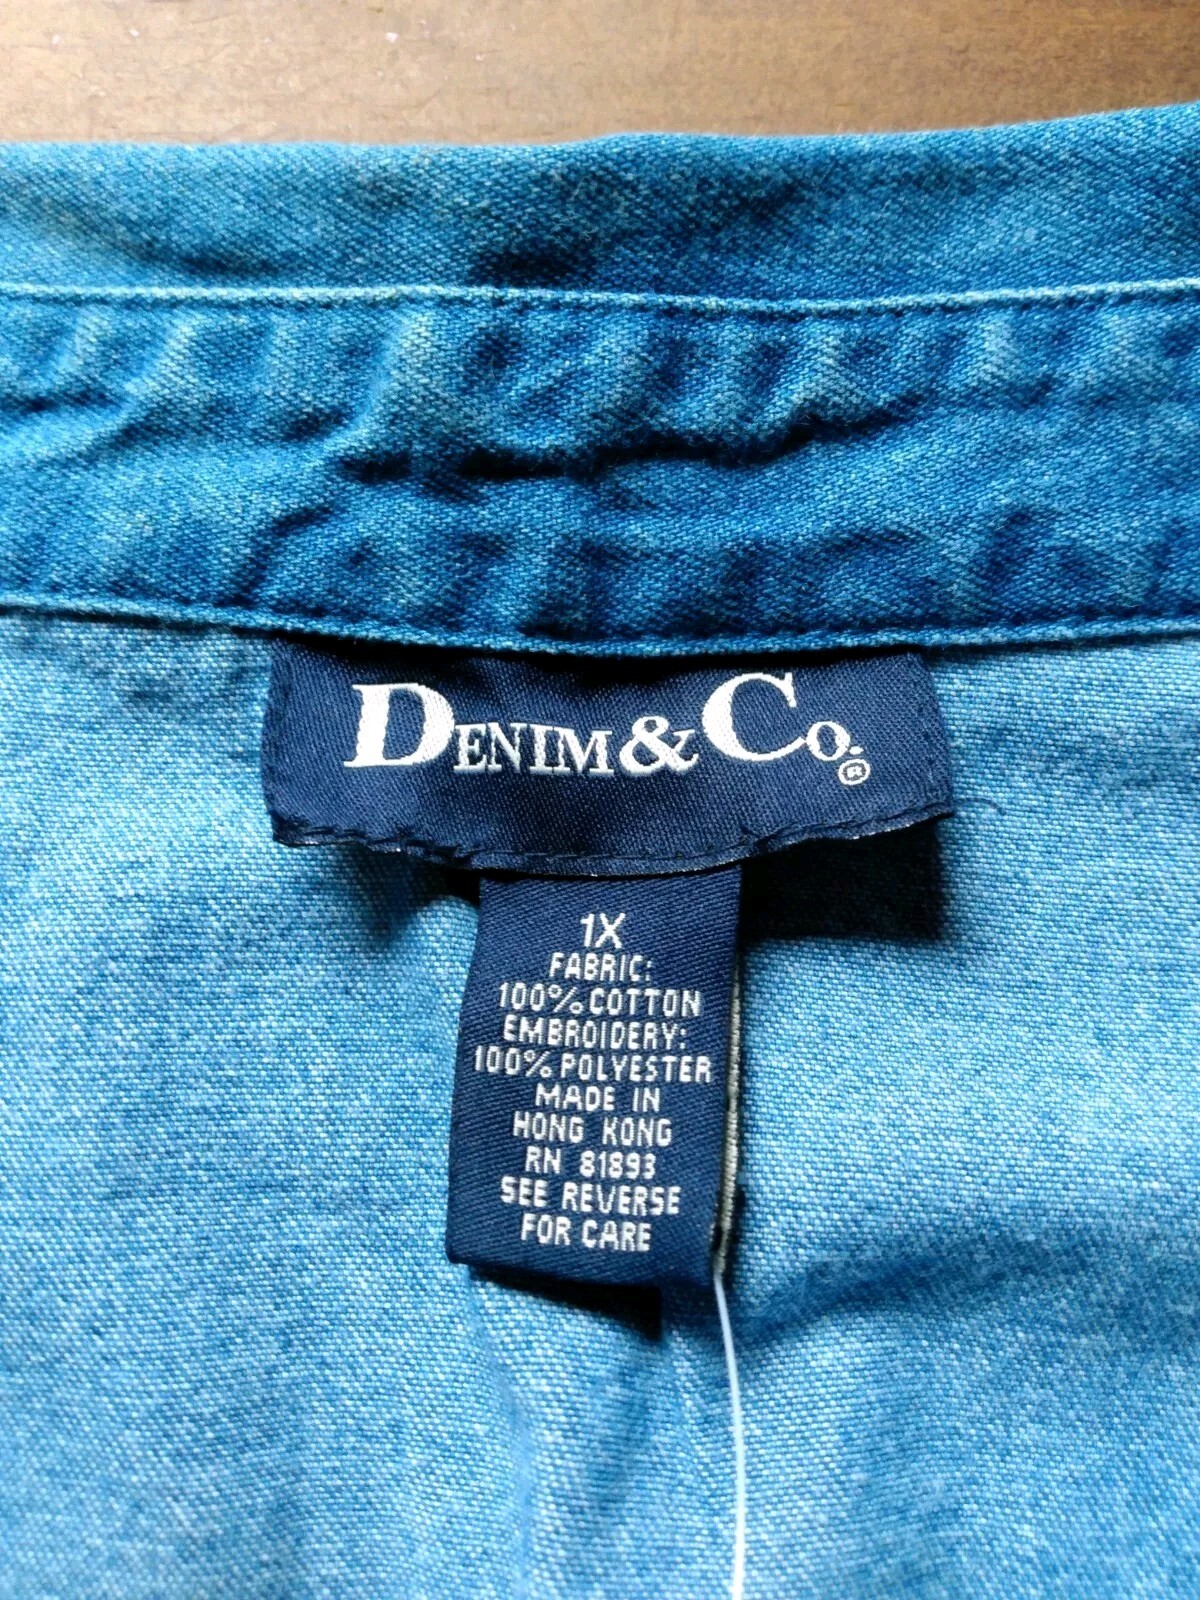 DENIM & CO.®
1X
FABRIC:
100% COTTON
EMBROIDERY:
100% POLYESTER
MADE IN
HONG KONG
RN 81893
SEE REVERSE
FOR CARE